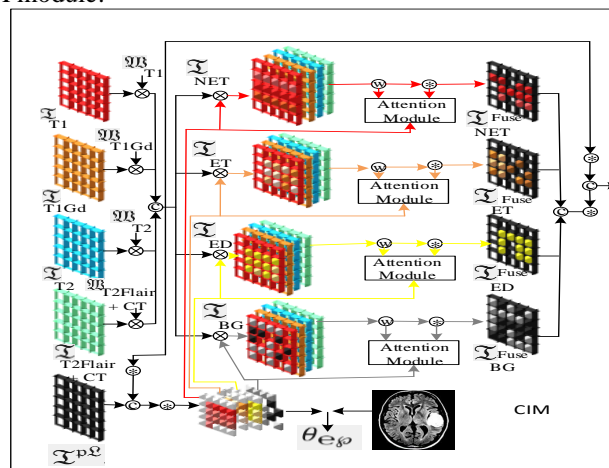 module.
𝔚 T1
𝔗 T1
𝔚 T1Gd
𝔗 T1Gd
𝔚 T2
𝔗 T2
𝔚 T2Flair + CT
𝔗 T2Flair + CT
𝔗 pℒ
𝔗 NET
𝔗 ET
𝔗 ED
𝔗 BG
w
Attention
Module
w
Attention
Module
w
Attention
Module
w
Attention
Module
𝔗 Fuse NET
𝔗 Fuse ET
𝔗 Fuse ED
𝔗 Fuse BG
C
C
C
C
θe℘
CIM